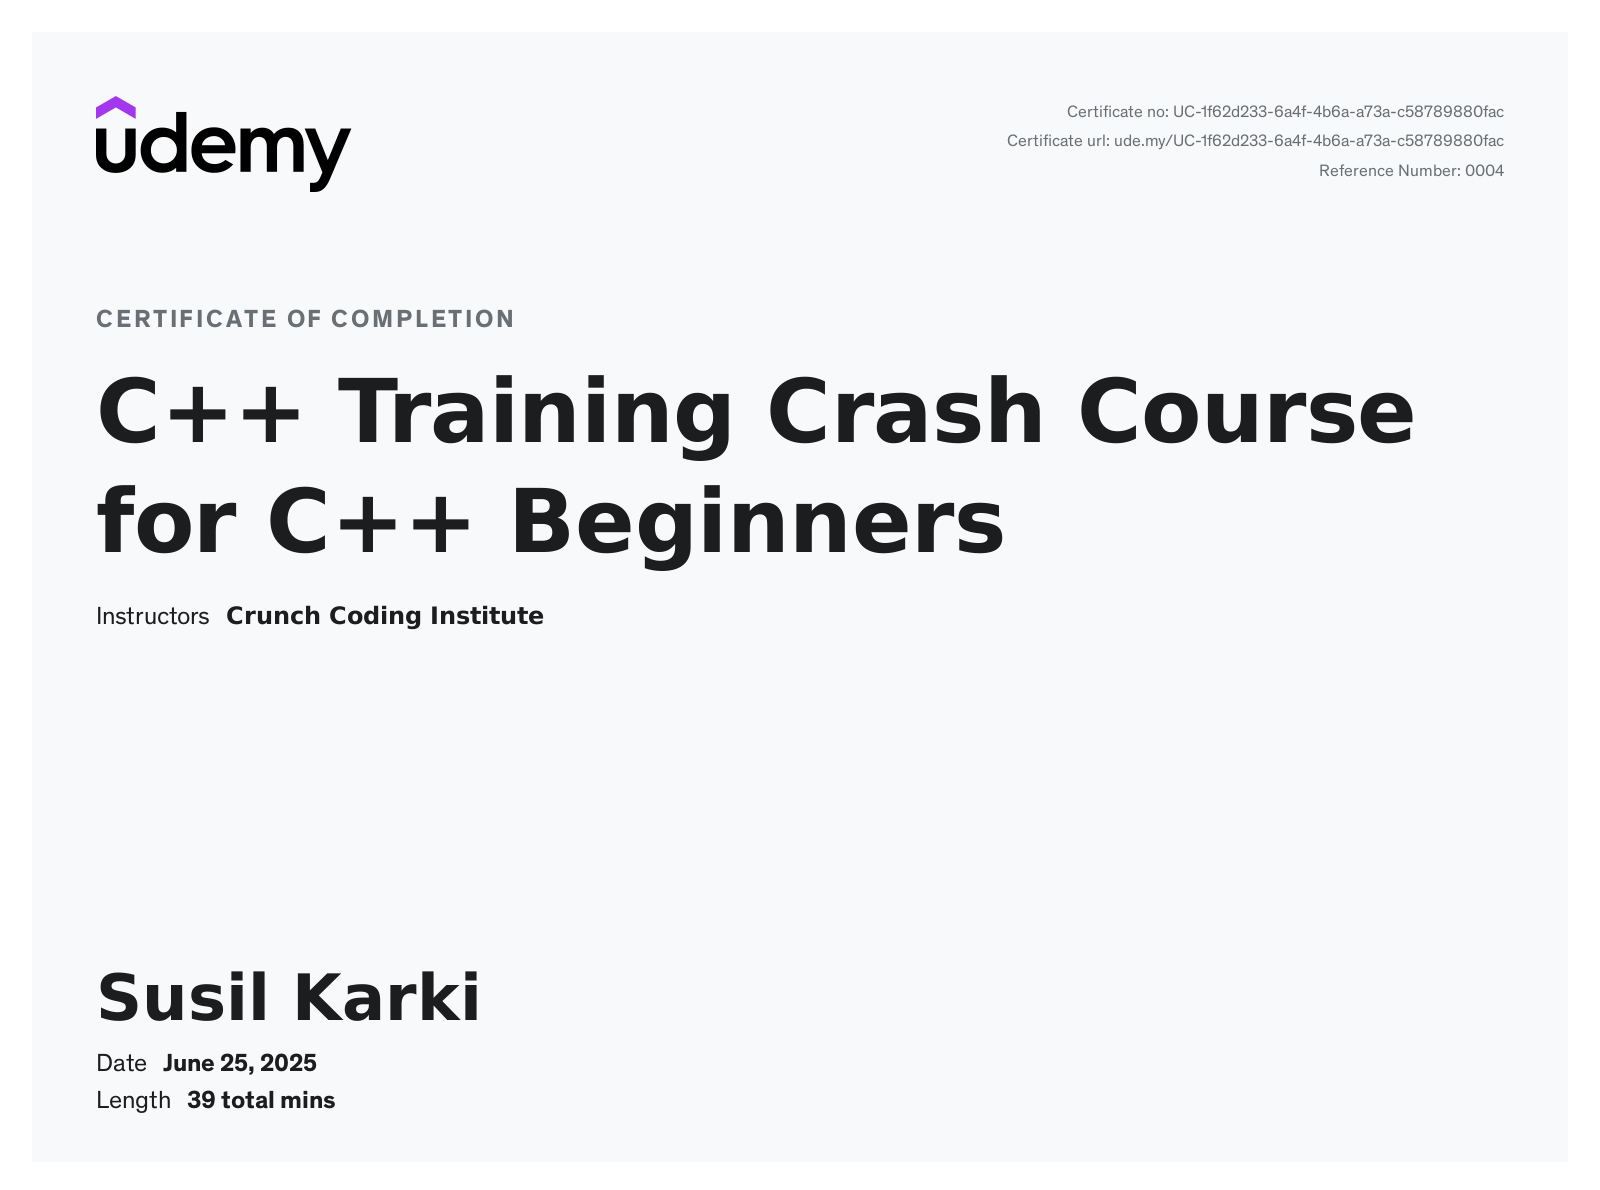 udemy
Certificate no: UC-1f62d233-6a4f-4b6a-a73a-c58789880fac
Certificate url: ude.my/UC-1f62d233-6a4f-4b6a-a73a-c58789880fac
Reference Number: 0004
CERTIFICATE OF COMPLETION
C++ Training Crash Course
for C++ Beginners
Instructors Crunch Coding Institute
Susil Karki
Date June 25, 2025
Length 39 total mins